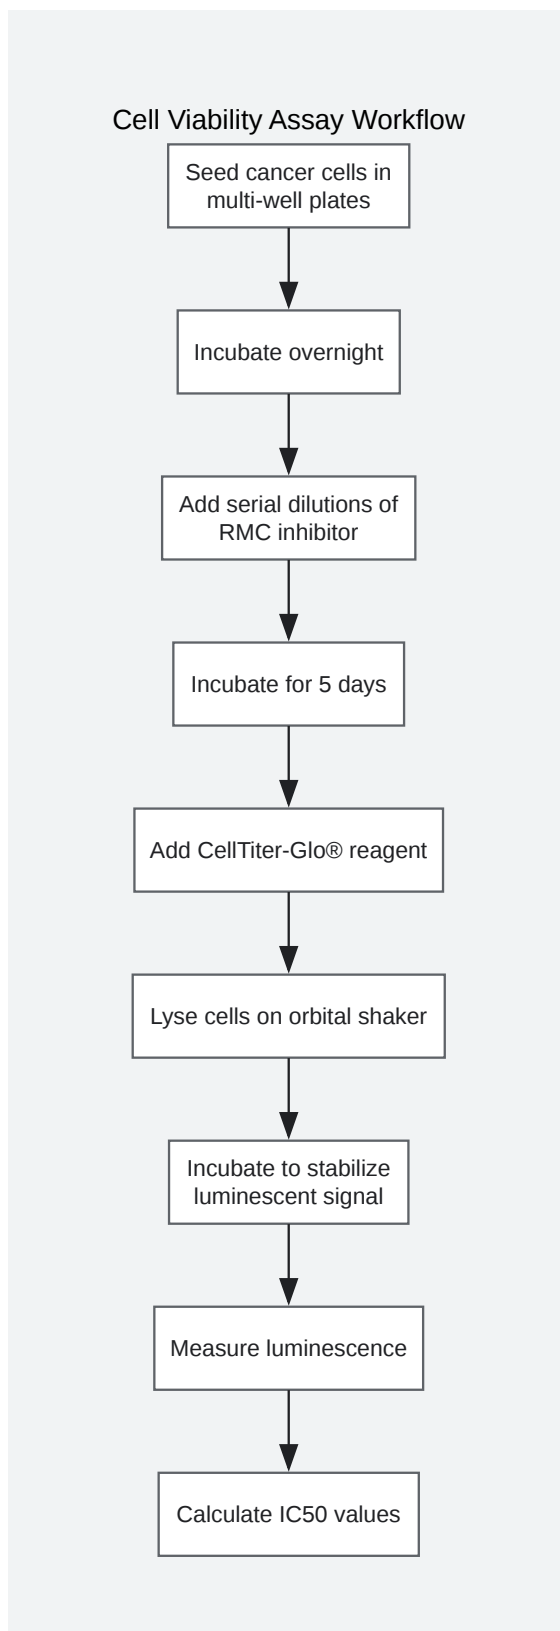 Cell Viability Assay Workflow
Seed cancer cells in
multi-well plates
Incubate overnight
Add serial dilutions of
RMC inhibitor
Incubate for 5 days
Add CellTiter-Glo® reagent
Lyse cells on orbital shaker
Incubate to stabilize
luminescent signal
Measure luminescence
Calculate IC50 values